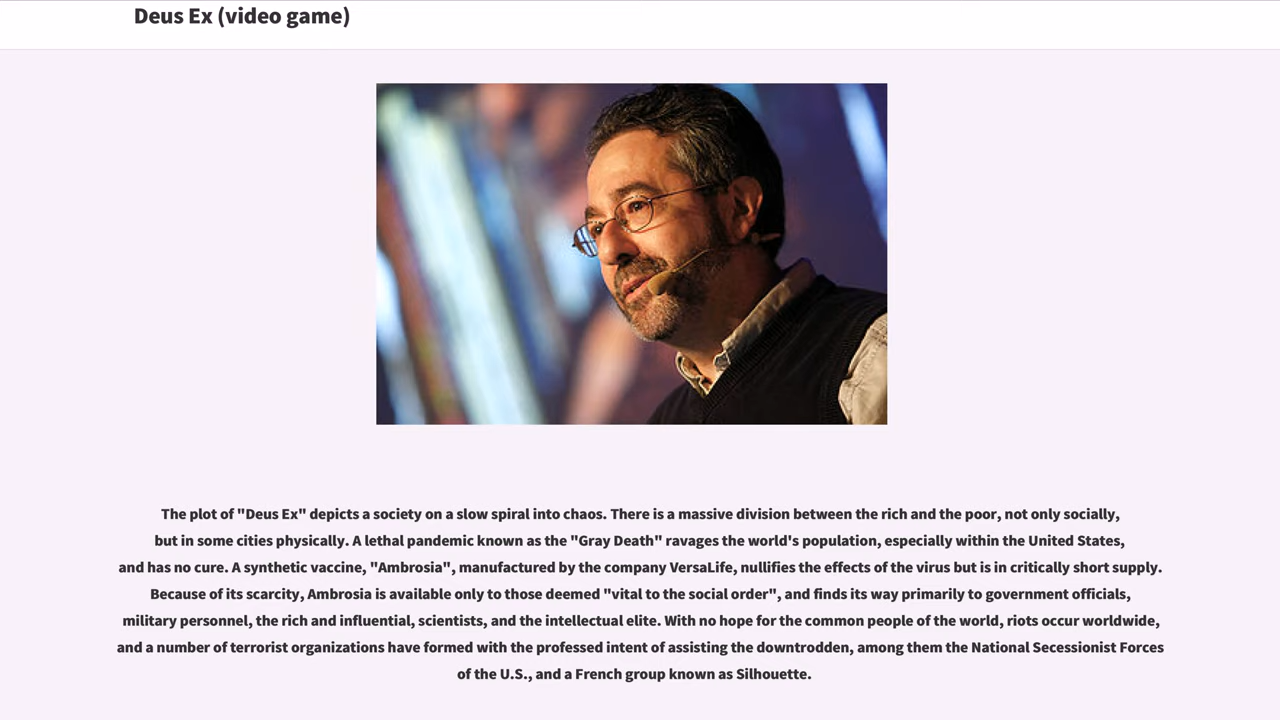 Deus Ex (video game)
The plot of "Deus Ex" depicts a society on a slow spiral into chaos. There is a massive division between the rich and the poor, not only socially,
but in some cities physically. A lethal pandemic known as the "Gray Death" ravages the world's population, especially within the United States,
and has no cure. A synthetic vaccine, "Ambrosia", manufactured by the company VersaLife, nullifies the effects of the virus but is in critically short supply.
Because of its scarcity, Ambrosia is available only to those deemed "vital to the social order", and finds its way primarily to government officials,
military personnel, the rich and influential, scientists, and the intellectual elite. With no hope for the common people of the world, riots occur worldwide,
and a number of terrorist organizations have formed with the professed intent of assisting the downtrodden, among them the National Secessionist Forces
of the U.S., and a French group known as Silhouette.